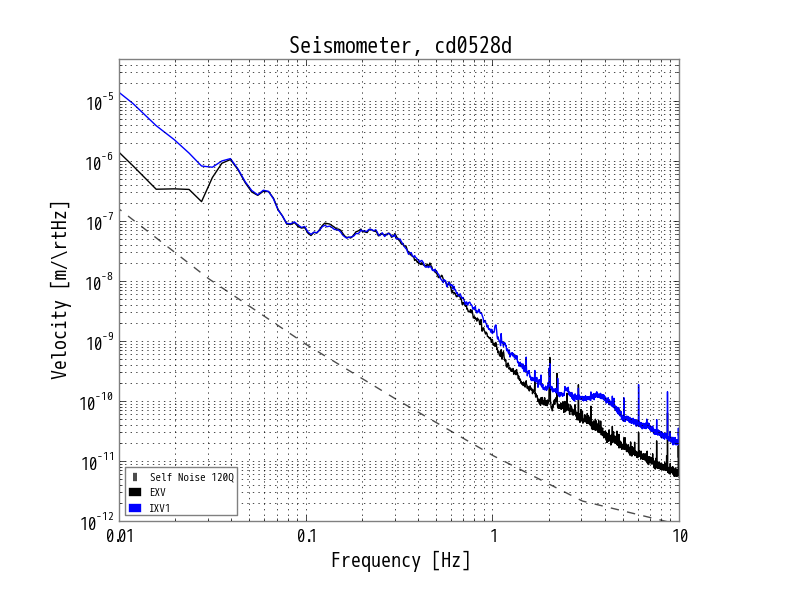 Seismometer, cd0528d
Velocity [m/\rtHz]
10^-5
10^-6
10^-7
10^-8
10^-9
10^-10
10^-11
10^-12
Self Noise 120Q
EXV
IXV1
0.01
0.1
1
10
Frequency [Hz]